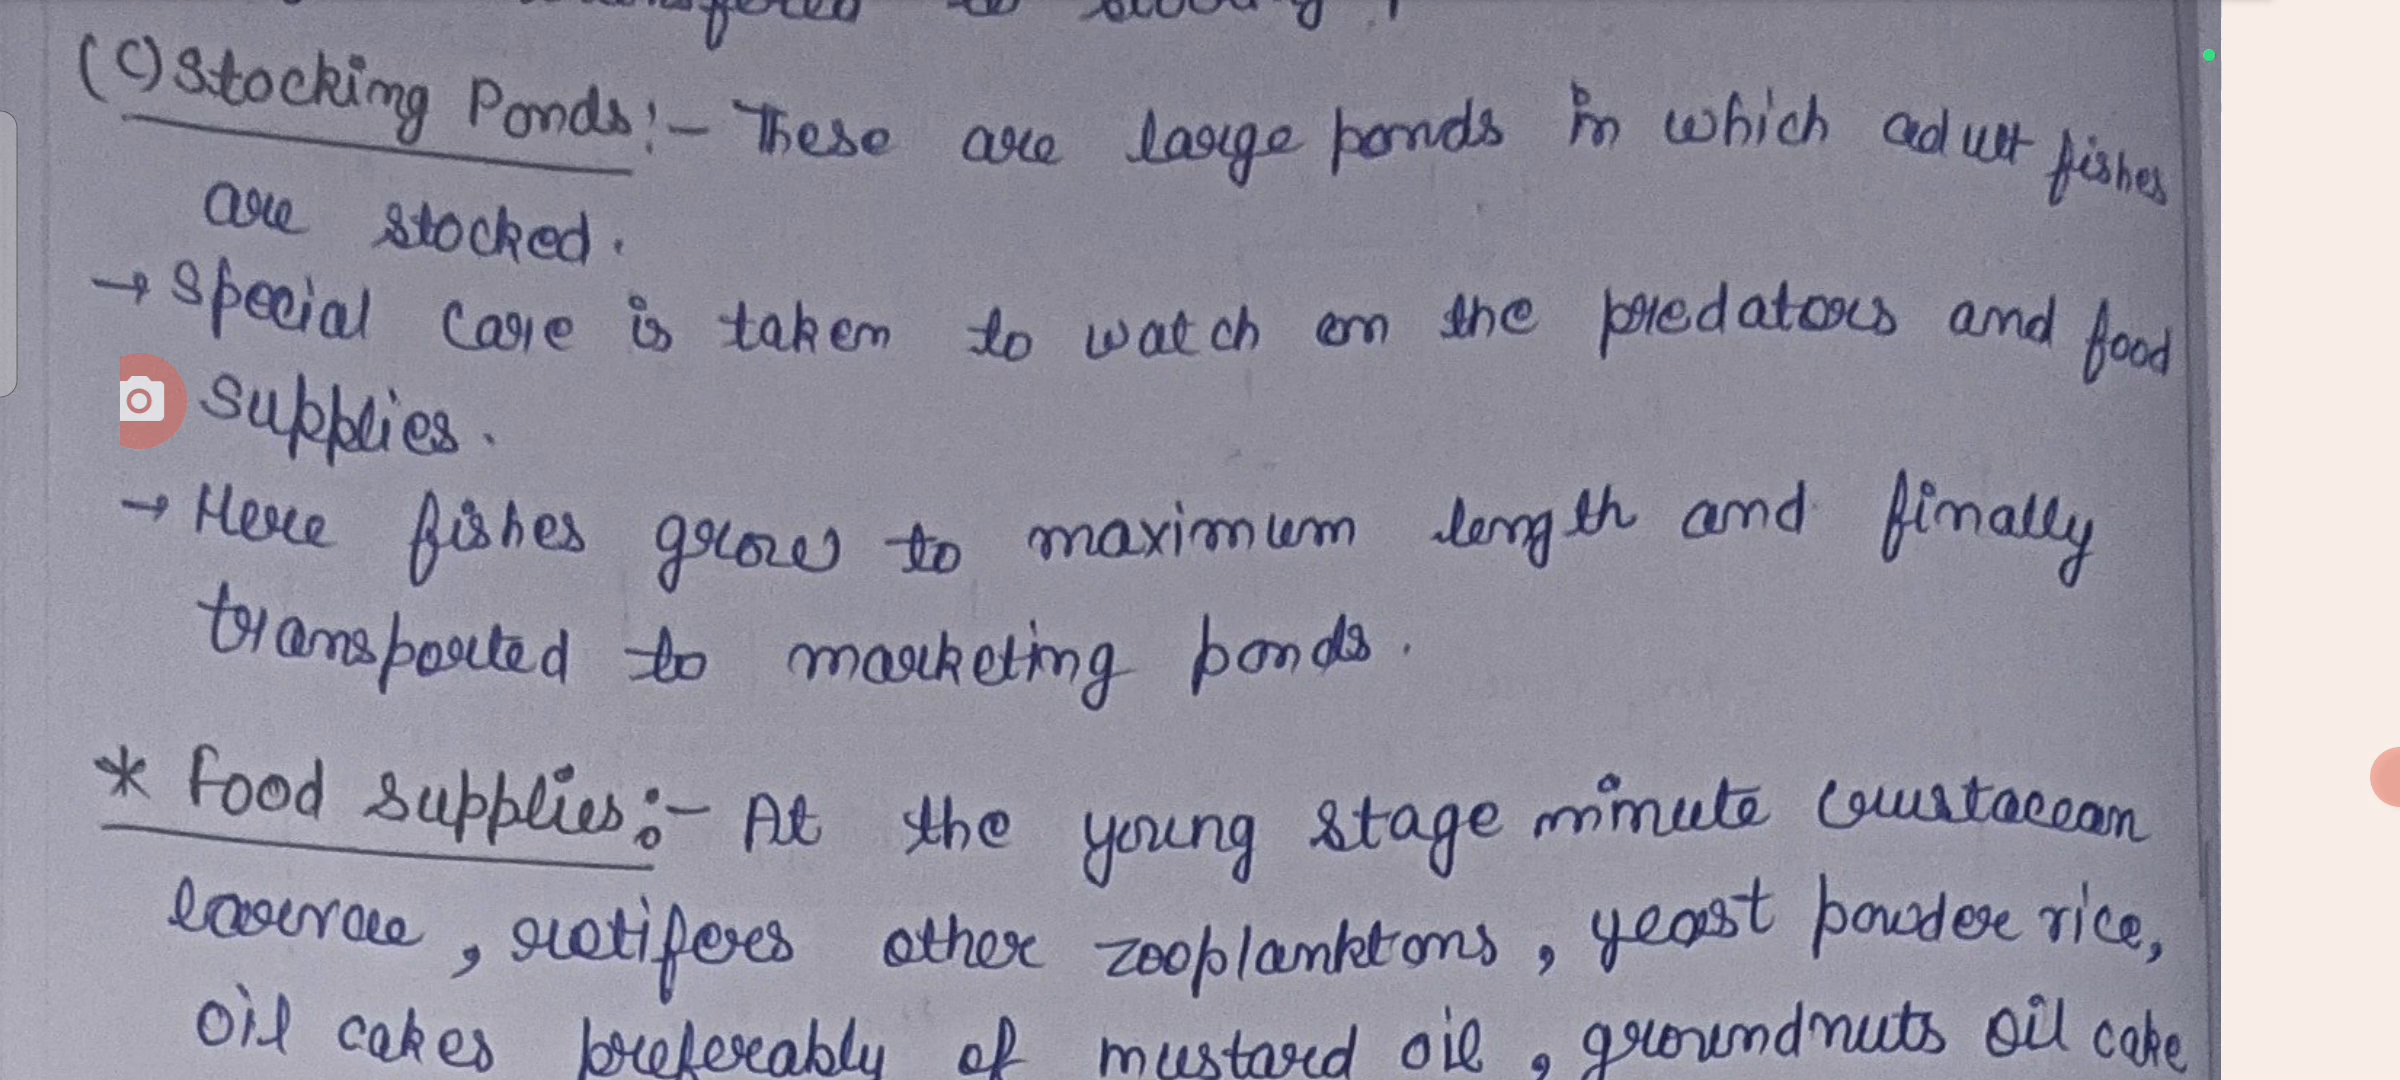 (C) Stocking Ponds:- These are large ponds in which adult fishes
are stocked.
→ Special care is taken to watch on the predators and food
supplies.
→ Here fishes grows to maximum length and finally
transported to marketing ponds.
* Food supplies:- At the young stage minute crustacean
larvae, rotifers other zooplanktons, yeast powder rice,
oil cakes preferably of mustard oil, groundnuts oil cake